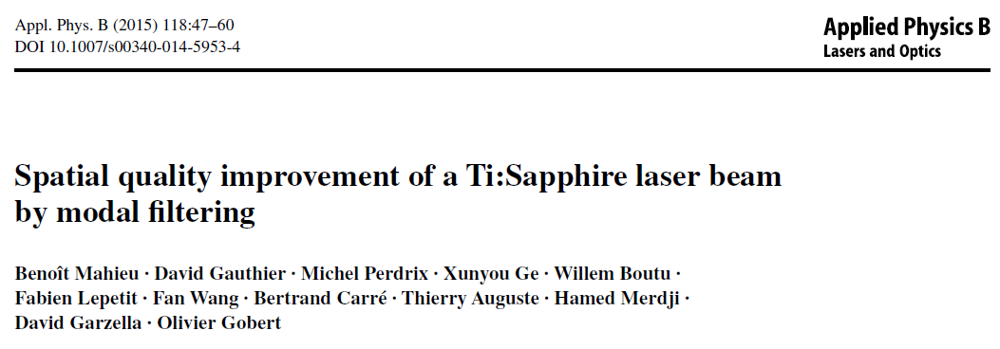 Appl. Phys. B (2015) 118:47–60
DOI 10.1007/s00340-014-5953-4
Applied Physics B
Lasers and Optics
Spatial quality improvement of a Ti:Sapphire laser beam
by modal filtering
Benoît Mahieu · David Gauthier · Michel Perdrix · Xunyou Ge · Willem Boutu ·
Fabien Lepetit · Fan Wang · Bertrand Carré · Thierry Auguste · Hamed Merdji ·
David Garzella · Olivier Gobert